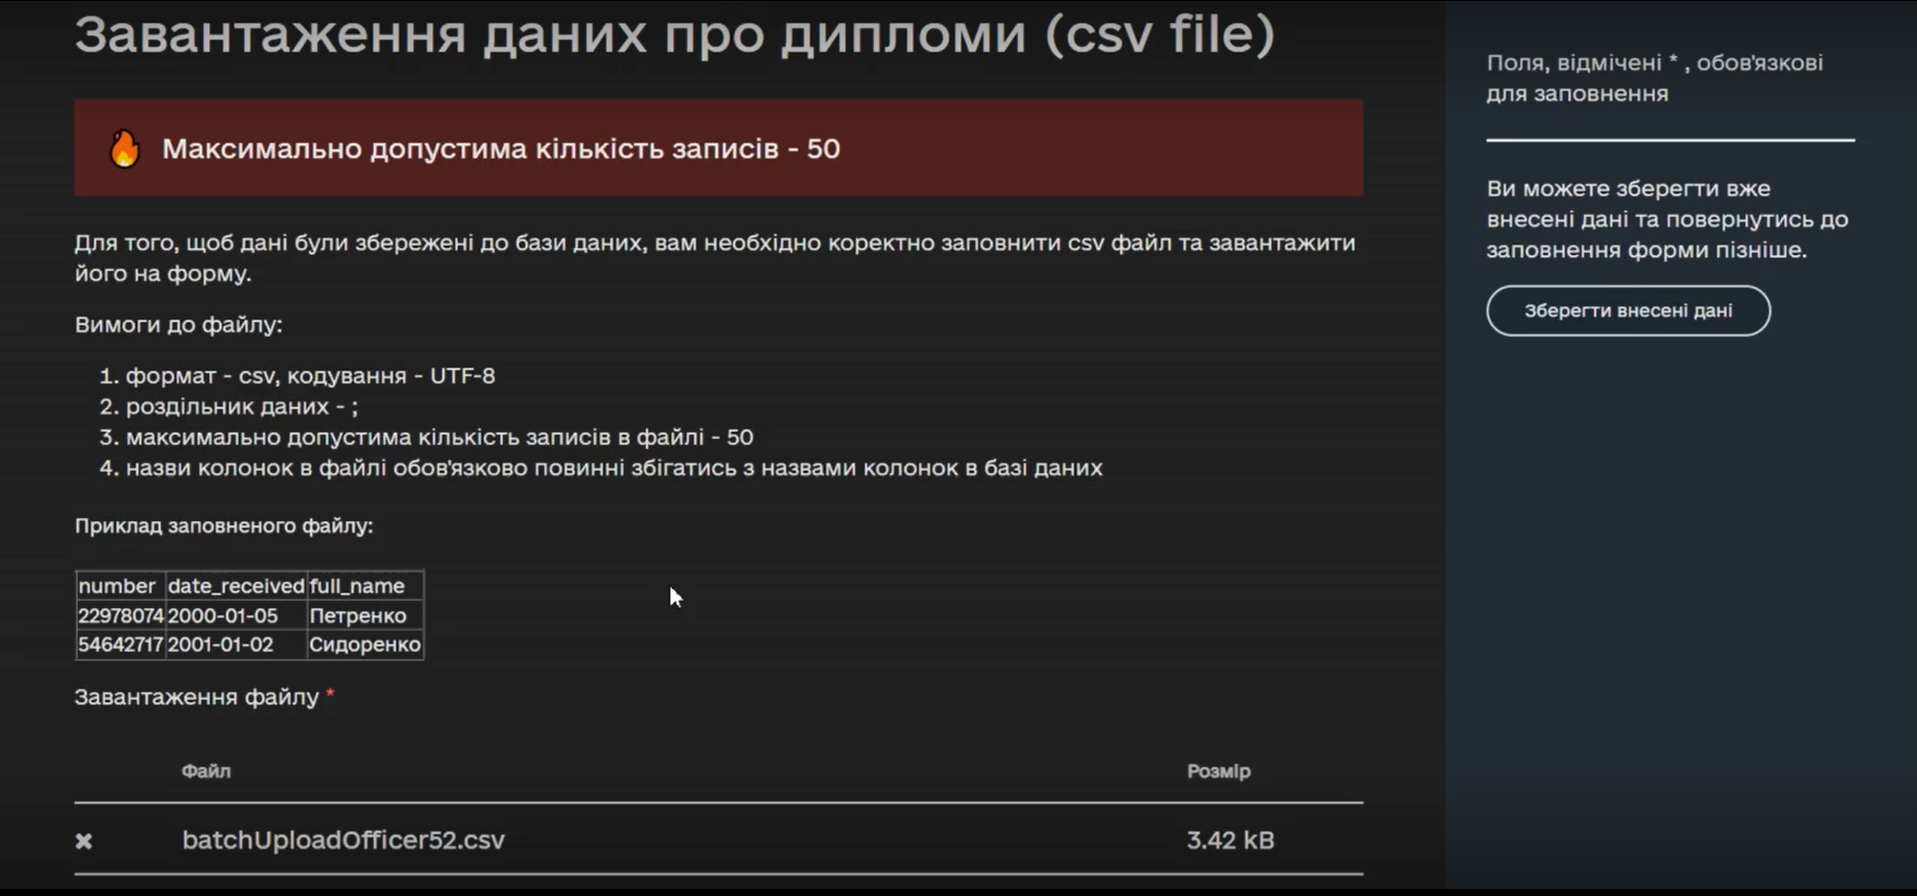 Завантаження даних про дипломи (csv file)
Максимально допустима кількість записів - 50
Для того, щоб дані були збережені до бази даних, вам необхідно коректно заповнити csv файл та завантажити
його на форму.
Вимоги до файлу:
1. формат - csv, кодування - UTF-8
2. роздільник даних - ;
3. максимально допустима кількість записів в файлі - 50
4. назви колонок в файлі обов'язково повинні збігатись з назвами колонок в базі даних
Приклад заповненого файлу:
number date_received full_name
22978074 2000-01-05 Петренко
54642717 2001-01-02 Сидоренко
Завантаження файлу *
Файл Розмір
batchUploadOfficer52.csv 3.42 kB
Поля, відмічені * , обов'язкові
для заповнення
Ви можете зберегти вже
внесені дані та повернутись до
заповнення форми пізніше.
Зберегти внесені дані